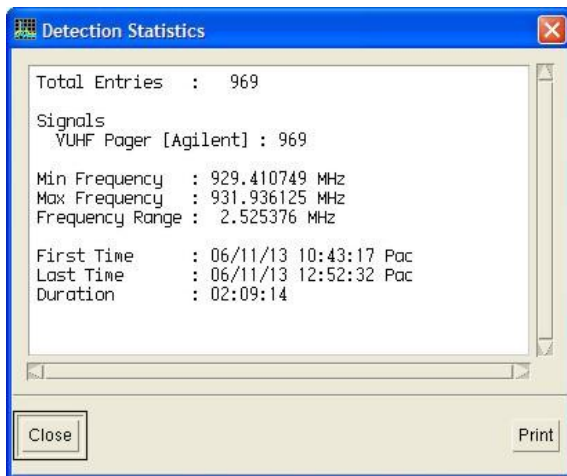 Detection Statistics
Total Entries : 969
Signals
VUHF Pager [Agilent] : 969
Min Frequency : 929.410749 MHz
Max Frequency : 931.936125 MHz
Frequency Range : 2.525376 MHz
First Time : 06/11/13 10:43:17 Pac
Last Time : 06/11/13 12:52:32 Pac
Duration : 02:09:14
Close
Print